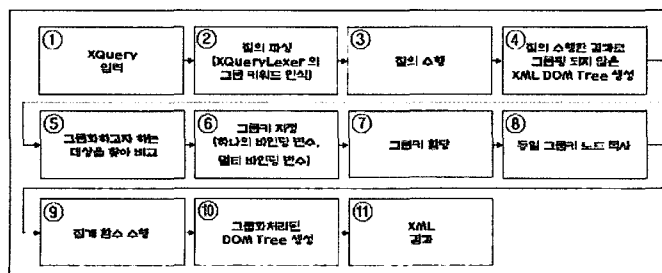 ①
XQuery
입력
②
질의 파싱
(XQueryLexer 의
그룹 키워드 인식)
③
질의 수행
④
질의 수행한 결과로
그룹핑 되지 않은
XML DOM Tree 생성
⑤
그룹화하고자 하는
대상을 찾아 비교
⑥
그룹키 지정
(하나의 바인딩 변수,
멀티 바인딩 변수)
⑦
그룹키 할당
⑧
동일 그룹키 노드 복사
⑨
집계 함수 수행
⑩
그룹화처리된
DOM Tree 생성
⑪
XML
결과